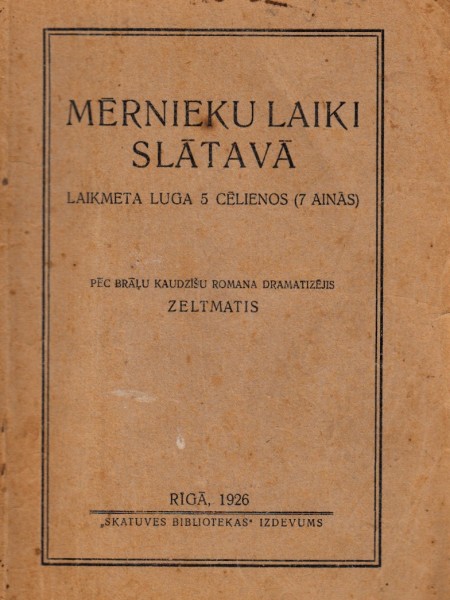 MĒRNIEKU LAIKI
SLĀTAVĀ
LAIKMETA LUGA 5 CĒLIENOS (7 AINĀS)
PĒC BRĀĻU KAUDZĪŠU ROMANA DRAMATIZĒJIS
ZELTMATIS
RĪGĀ, 1926
„SKATUVES BIBLIOTEKAS" IZDEVUMS